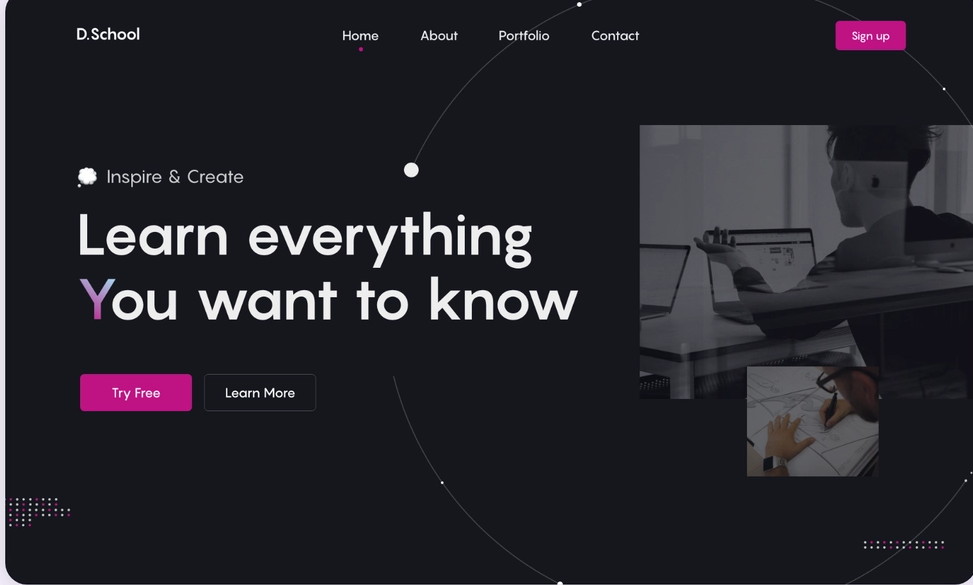 D.School
Home
About
Portfolio
Contact
Sign up
Inspire & Create
Learn everything
You want to know
Try Free
Learn More